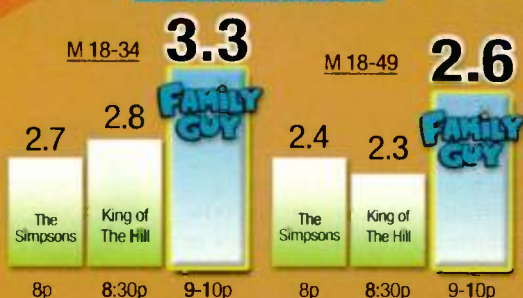 M 18-34
3.3
2.7
2.8
FAMILY
GUY
The
Simpsons
King of
The Hill
8p 8:30p 9-10p
M 18-49
2.6
2.4
2.3
FAMILY
GUY
The
Simpsons
King of
The Hill
8p 8:30p 9-10p